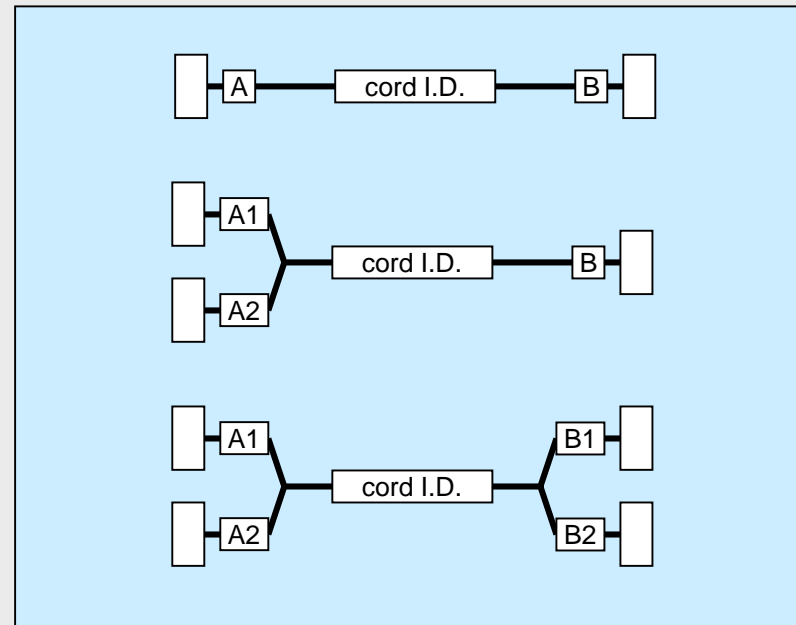 A cord I.D. B
A1
cord I.D. B
A2
A1 B1
cord I.D.
A2 B2